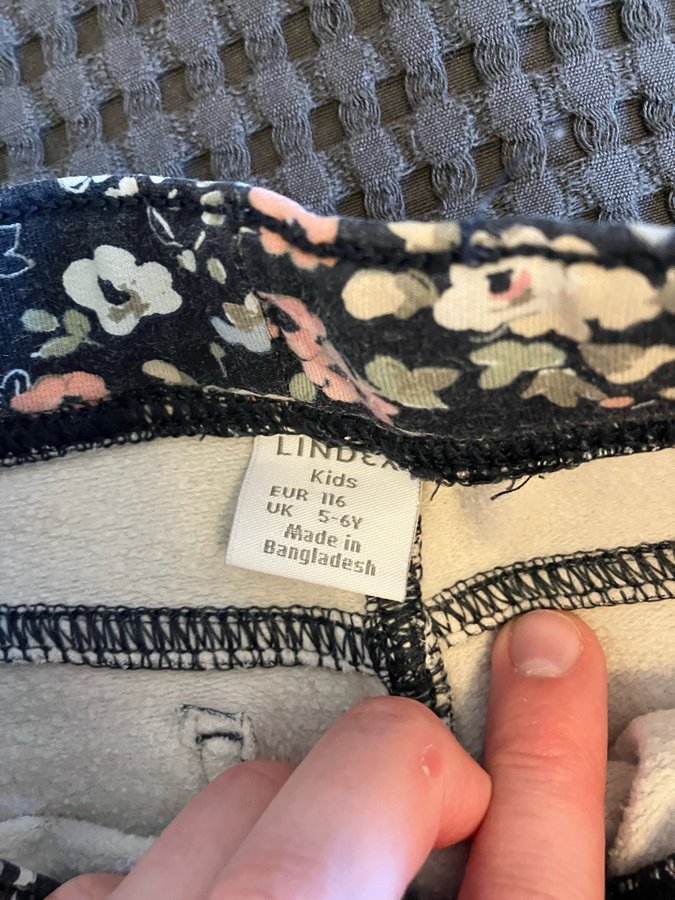 LINDEX
Kids
EUR 116
UK 5-6Y
Made in
Bangladesh